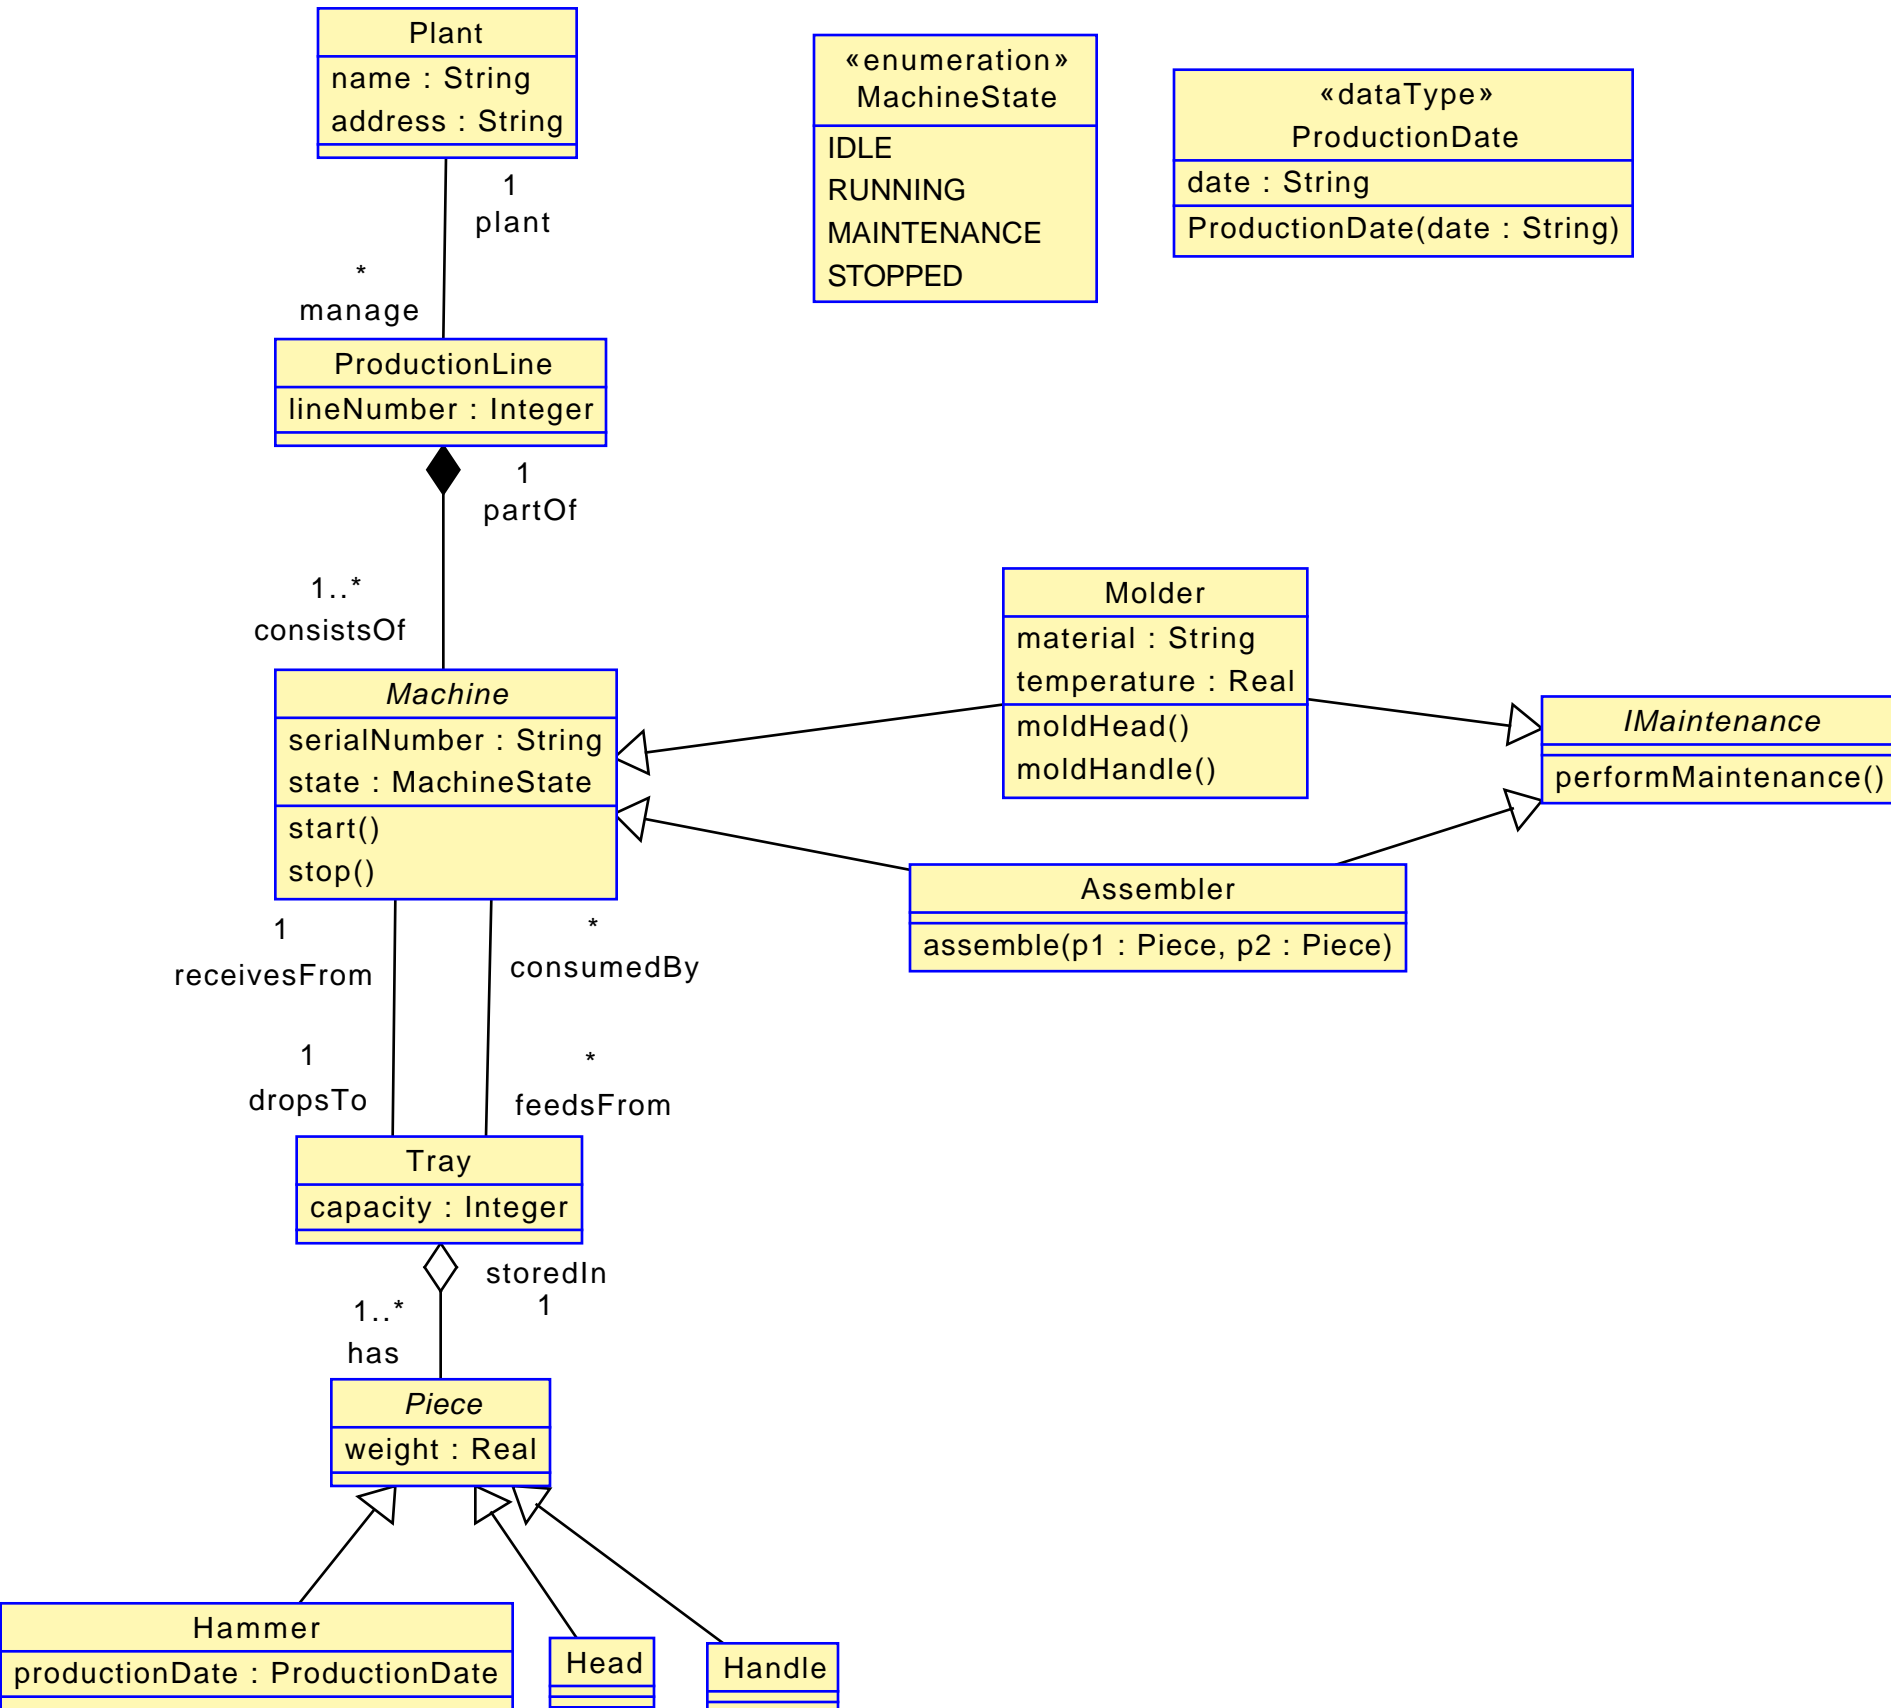 Plant
name : String
address : String
1
plant
*
manage
«enumeration»
MachineState
IDLE
RUNNING
MAINTENANCE
STOPPED
«dataType»
ProductionDate
date : String
ProductionDate(date : String)
ProductionLine
lineNumber : Integer
1
partOf
1..*
consistsOf
Machine
serialNumber : String
state : MachineState
start()
stop()
Molder
material : String
temperature : Real
moldHead()
moldHandle()
IMaintenance
performMaintenance()
Assembler
assemble(p1 : Piece, p2 : Piece)
1
receivesFrom
*
consumedBy
1
dropsTo
*
feedsFrom
Tray
capacity : Integer
storedIn
1
1..*
has
Piece
weight : Real
Hammer
productionDate : ProductionDate
Head
Handle